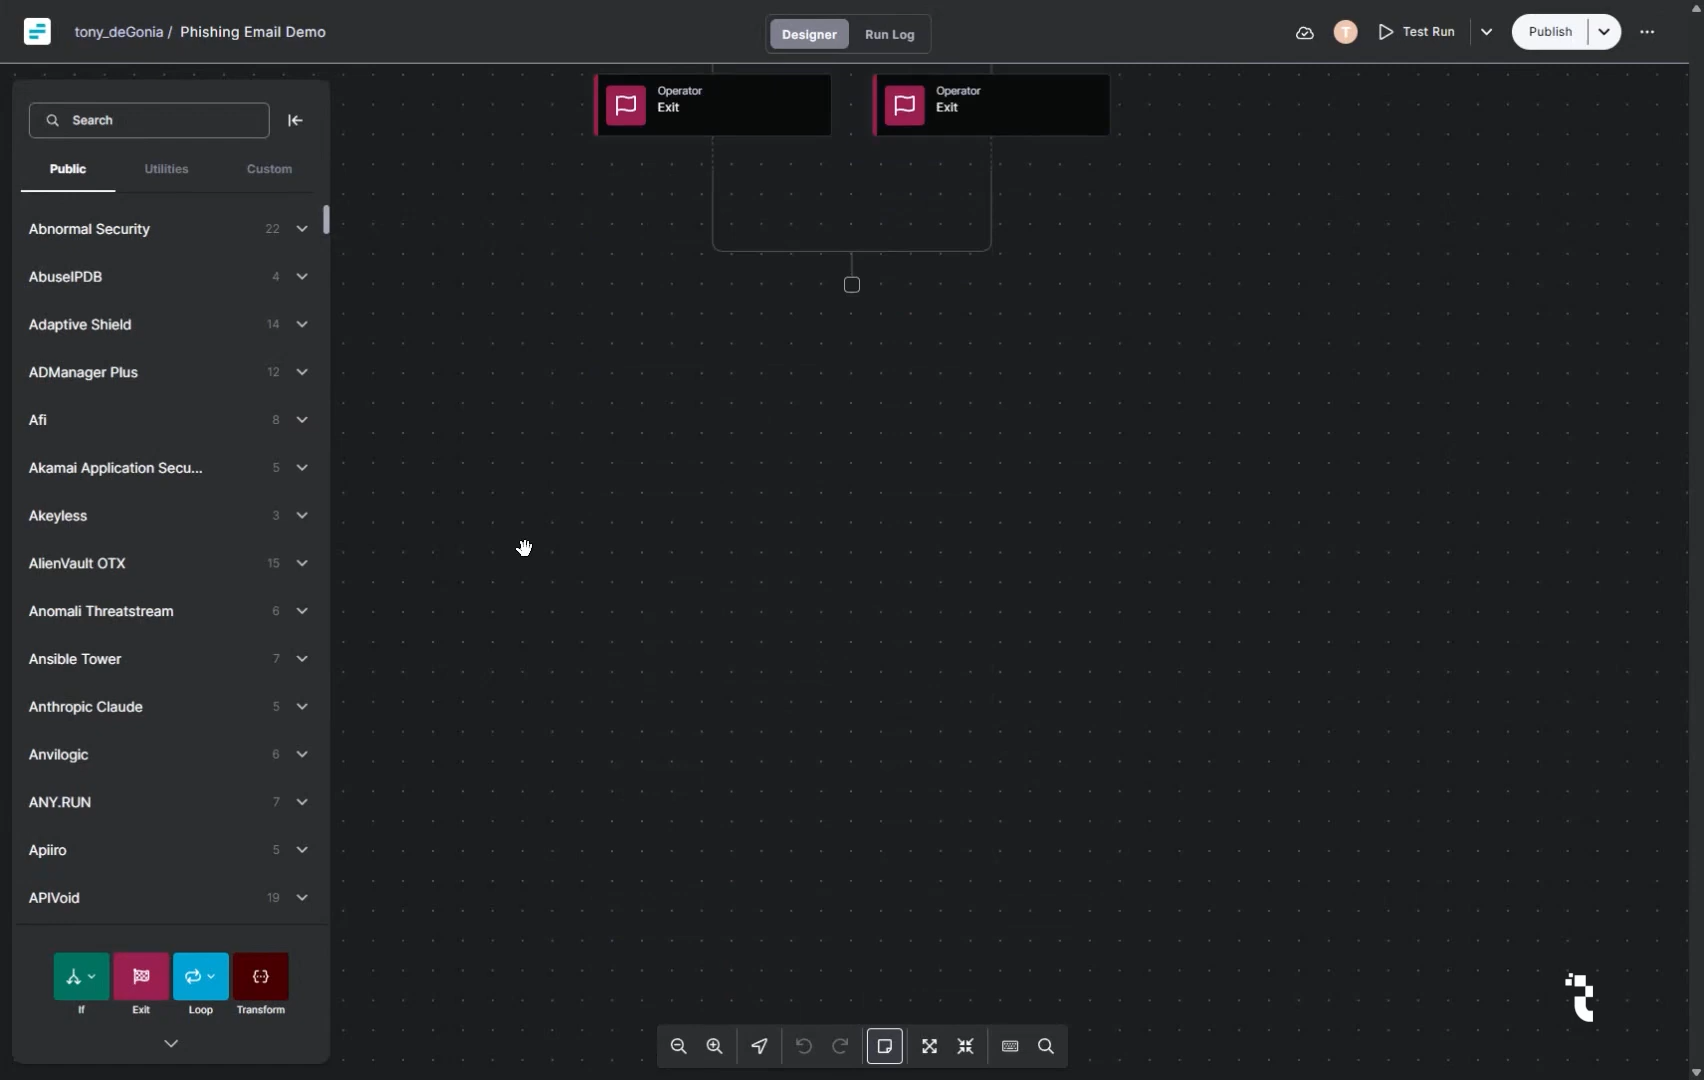 tony_deGonia / Phishing Email Demo
Designer
Run Log
T
Test Run
Publish
Search
Public
Utilities
Custom
Abnormal Security 22
AbuseIPDB 4
Adaptive Shield 14
ADManager Plus 12
Afi 8
Akamai Application Secu... 5
Akeyless 3
AlienVault OTX 15
Anomali Threatstream 6
Ansible Tower 7
Anthropic Claude 5
Anvilogic 6
ANY.RUN 7
Apiiro 5
APIVoid 19
If
Exit
Loop
Transform
Operator
Exit
Operator
Exit